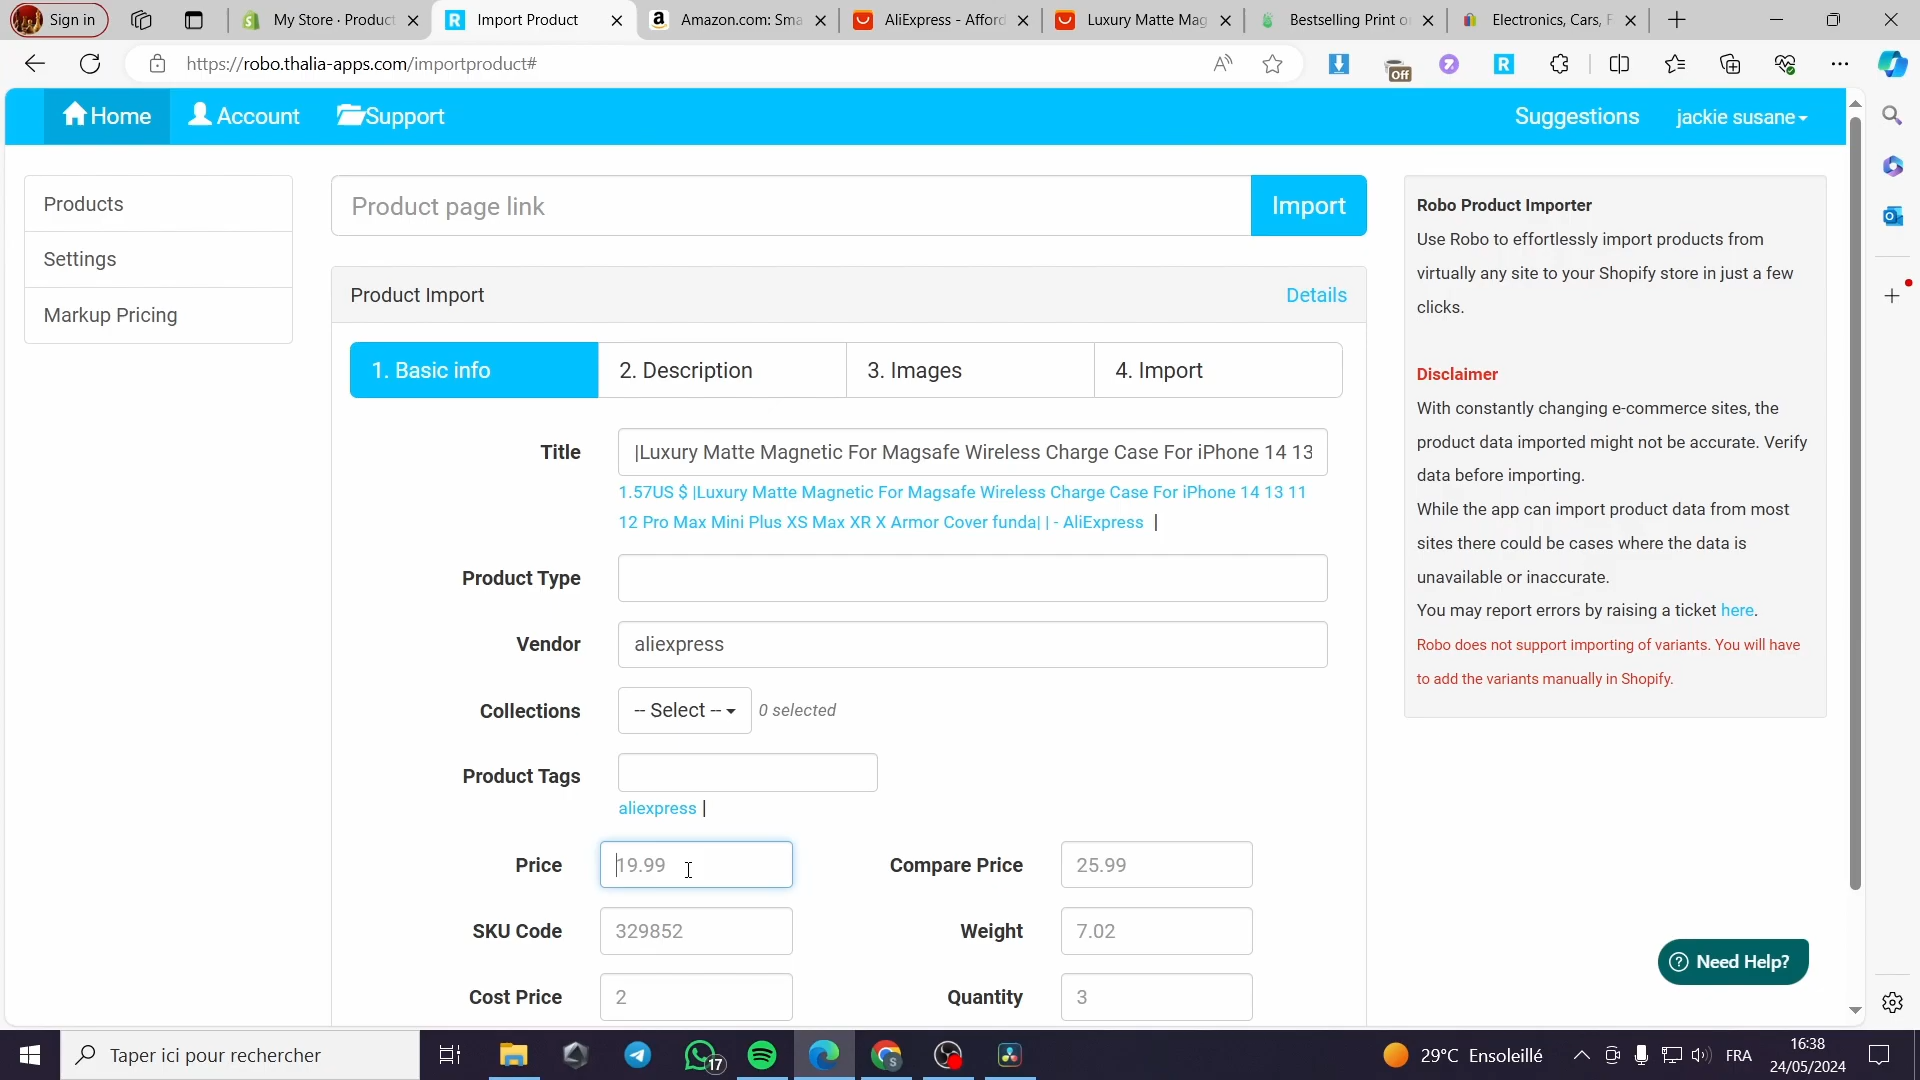 Sign in
My Store · Product
Import Product
Amazon.com: Sma
AliExpress - Afford
Luxury Matte Mag
Bestselling Print o
Electronics, Cars, F
https://robo.thalia-apps.com/importproduct#
Off
Home
Account
Support
Suggestions
jackie susane
Products
Settings
Markup Pricing
Product page link
Import
Product Import
Details
1. Basic info
2. Description
3. Images
4. Import
Title
|Luxury Matte Magnetic For Magsafe Wireless Charge Case For iPhone 14 13
1.57US $ |Luxury Matte Magnetic For Magsafe Wireless Charge Case For iPhone 14 13 11
12 Pro Max Mini Plus XS Max XR X Armor Cover funda| | - AliExpress |
Product Type
Vendor
aliexpress
Collections
-- Select --
0 selected
Product Tags
aliexpress |
Price
19.99
Compare Price
25.99
SKU Code
329852
Weight
7.02
Cost Price
2
Quantity
3
Robo Product Importer
Use Robo to effortlessly import products from
virtually any site to your Shopify store in just a few
clicks.
Disclaimer
With constantly changing e-commerce sites, the
product data imported might not be accurate. Verify
data before importing.
While the app can import product data from most
sites there could be cases where the data is
unavailable or inaccurate.
You may report errors by raising a ticket here.
Robo does not support importing of variants. You will have
to add the variants manually in Shopify.
Need Help?
Taper ici pour rechercher
17
29°C Ensoleillé
FRA
16:38
24/05/2024